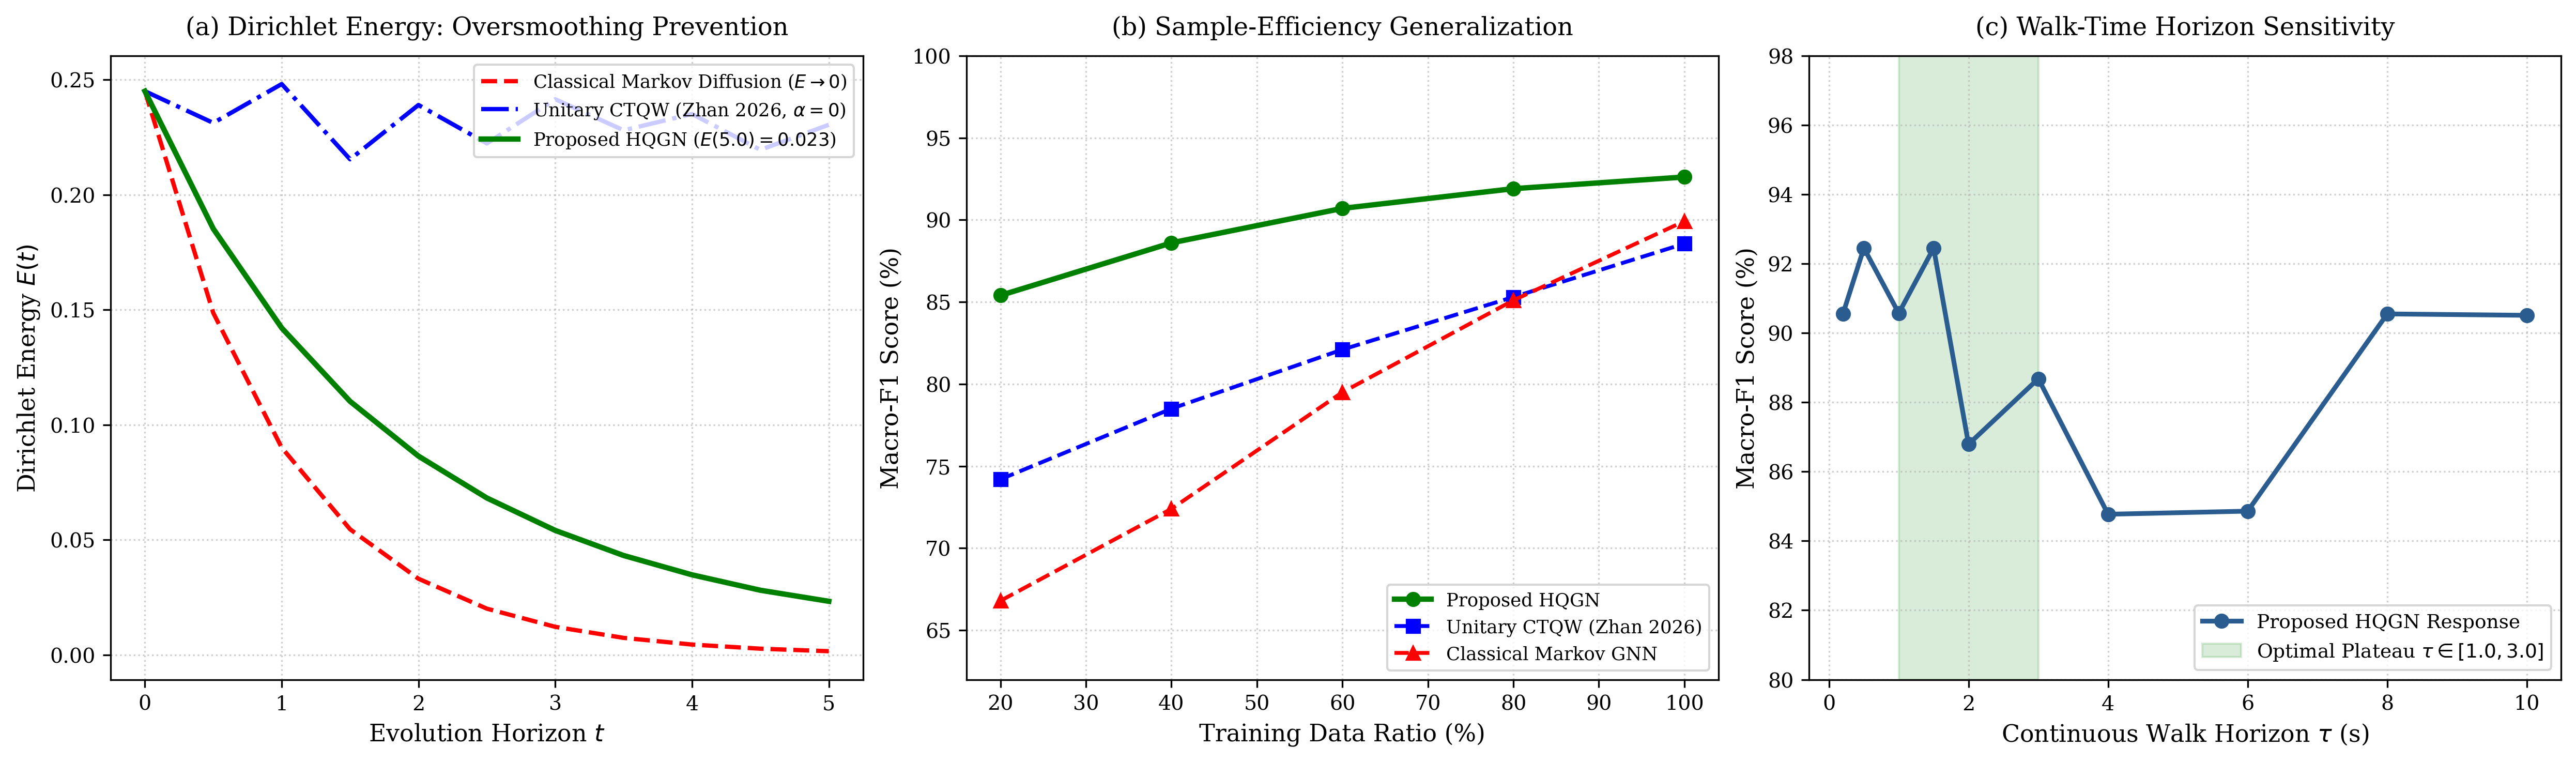 (a) Dirichlet Energy: Oversmoothing Prevention
Dirichlet Energy E(t)
0.25
0.20
0.15
0.10
0.05
0.00
Classical Markov Diffusion (E → 0)
Unitary CTQW (Zhan 2026, α = 0)
Proposed HQGN (E(5.0) = 0.023)
0 1 2 3 4 5
Evolution Horizon t
(b) Sample-Efficiency Generalization
Macro-F1 Score (%)
100
95
90
85
80
75
70
65
Proposed HQGN
Unitary CTQW (Zhan 2026)
Classical Markov GNN
20 30 40 50 60 70 80 90 100
Training Data Ratio (%)
(c) Walk-Time Horizon Sensitivity
Macro-F1 Score (%)
98
96
94
92
90
88
86
84
82
80
Proposed HQGN Response
Optimal Plateau τ ∈ [1.0, 3.0]
0 2 4 6 8 10
Continuous Walk Horizon τ (s)